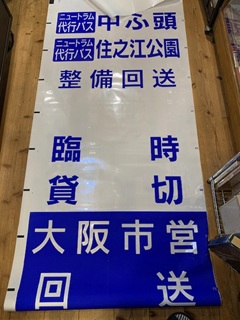 ニュートラム
代行バス 中ふ頭
ニュートラム
代行バス 住之江公園
整備回送
臨時
貸切
大阪市営
回送